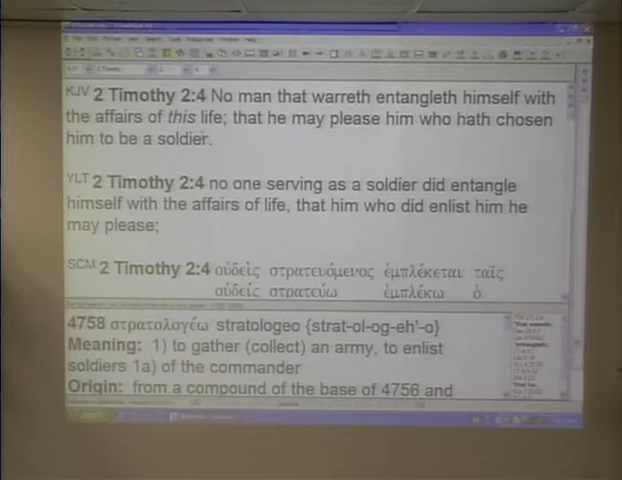 KJV 2 Timothy 2:4 No man that warreth entangleth himself with
the affairs of this life; that he may please him who hath chosen
him to be a soldier.
YLT 2 Timothy 2:4 no one serving as a soldier did entangle
himself with the affairs of life, that him who did enlist him he
may please;
SCM 2 Timothy 2:4 οὐδεὶς στρατευόμενος ἐμπλέκεται ταῖς
οὐδείς στρατεύω ἐμπλέκω ὁ
4758 στρατολογέω stratologeo {strat-ol-og-eh'-o}
Meaning: 1) to gather (collect) an army, to enlist
soldiers 1a) of the commander
Origin: from a compound of the base of 4756 and